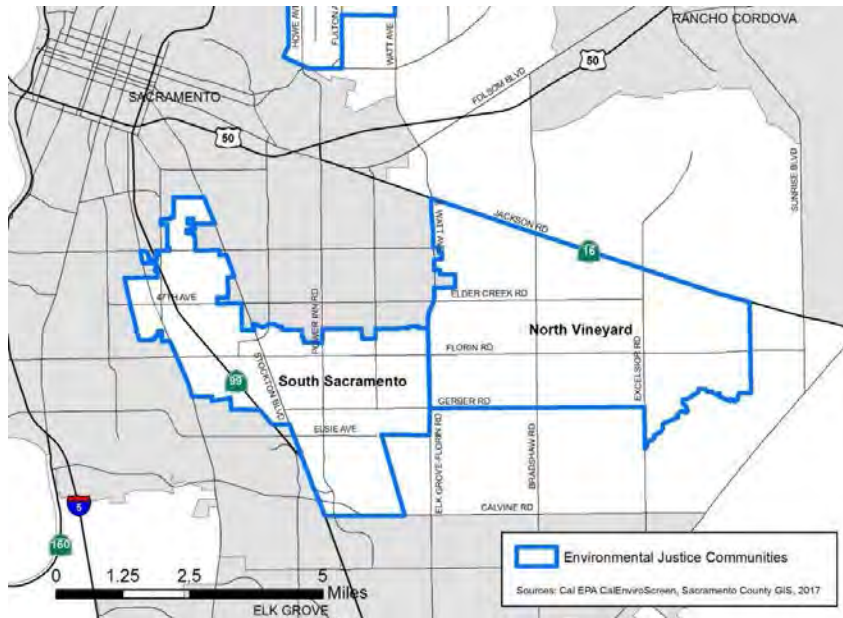 HOWE AVE
FULTON A
WATT AVE
RANCHO CORDOVA
50
FOLSOM BLVD
SACRAMENTO
50
SUNRISE BLVD
WATT AVE
JACKSON RD
16
47TH AVE
POWER INN RD
ELDER CREEK RD
North Vineyard
FLORIN RD
EXCELSIOR RD
99
STOCKTON BLVD
South Sacramento
GERBER RD
ELSIE AVE
ELK GROVE-FLORIN RD
BRADSHAW RD
CALVINE RD
5
160
0 1.25 2.5 5
Miles
ELK GROVE
Environmental Justice Communities
Sources: Cal EPA CalEnviroScreen, Sacramento County GIS, 2017